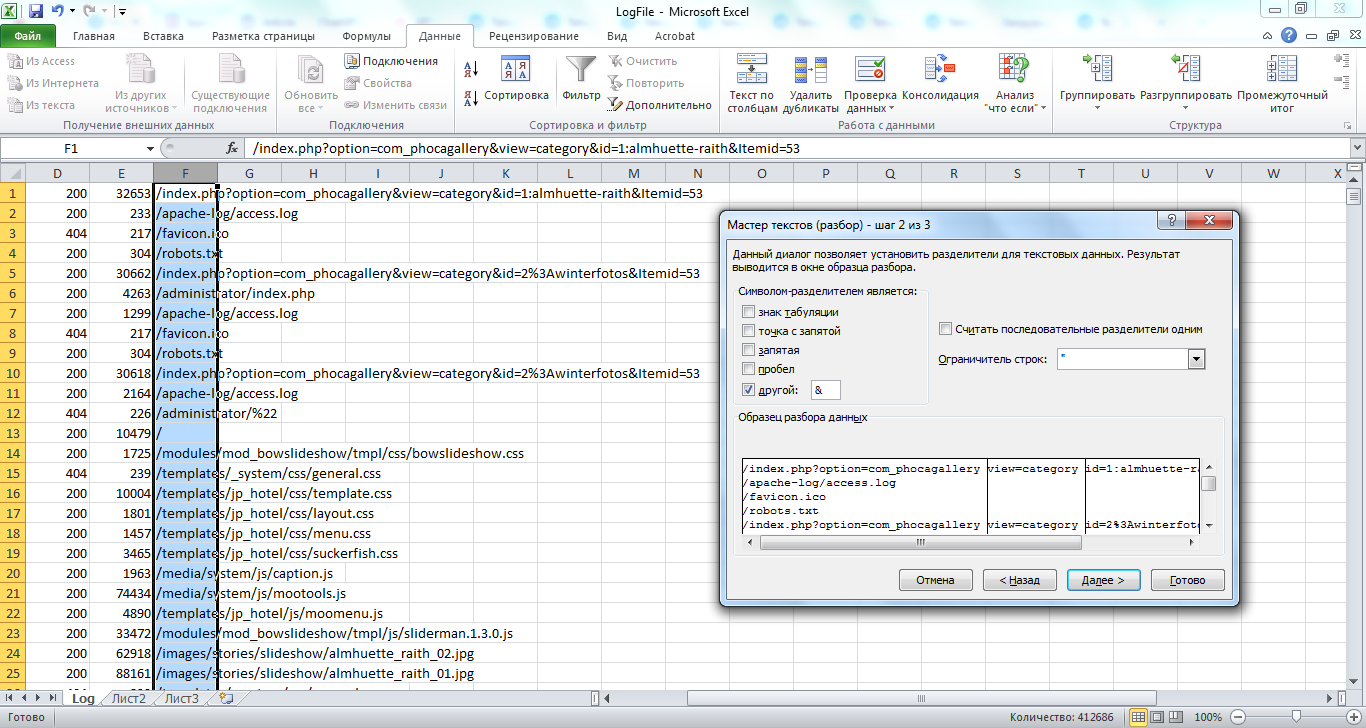 LogFile - Microsoft Excel
Файл Главная Вставка Разметка страницы Формулы Данные Рецензирование Вид Acrobat
Из Access
Из Интернета
Из текста
Из других источников
Существующие подключения
Получение внешних данных
Обновить все
Подключения
Свойства
Изменить связи
Подключения
Сортировка
Фильтр
Очистить
Повторить
Дополнительно
Сортировка и фильтр
Текст по столбцам
Удалить дубликаты
Проверка данных
Консолидация
Анализ "что если"
Работа с данными
Группировать
Разгруппировать
Промежуточный итог
Структура
F1 fx /index.php?option=com_phocagallery&view=category&id=1:almhuette-raith&Itemid=53
D E F G H I J K L M N O P Q R S T U V W X
1 200 32653 /index.php?option=com_phocagallery&view=category&id=1:almhuette-raith&Itemid=53
2 200 233 /apache-log/access.log
3 404 217 /favicon.ico
4 200 304 /robots.txt
5 200 30662 /index.php?option=com_phocagallery&view=category&id=2%3Awinterfotos&Itemid=53
6 200 4263 /administrator/index.php
7 200 1299 /apache-log/access.log
8 404 217 /favicon.ico
9 200 304 /robots.txt
10 200 30618 /index.php?option=com_phocagallery&view=category&id=2%3Awinterfotos&Itemid=53
11 200 2164 /apache-log/access.log
12 404 226 /administrator/%22
13 200 10479 /
14 200 1725 /modules/mod_bowslideshow/tmpl/css/bowslideshow.css
15 404 239 /templates/_system/css/general.css
16 200 10004 /templates/jp_hotel/css/template.css
17 200 1801 /templates/jp_hotel/css/layout.css
18 200 1457 /templates/jp_hotel/css/menu.css
19 200 3465 /templates/jp_hotel/css/suckerfish.css
20 200 1963 /media/system/js/caption.js
21 200 74434 /media/system/js/mootools.js
22 200 4890 /templates/jp_hotel/js/moomenu.js
23 200 33472 /modules/mod_bowslideshow/tmpl/js/sliderman.1.3.0.js
24 200 62918 /images/stories/slideshow/almhuette_raith_02.jpg
25 200 88161 /images/stories/slideshow/almhuette_raith_01.jpg
Мастер текстов (разбор) - шаг 2 из 3
Данный диалог позволяет установить разделители для текстовых данных. Результат
выводится в окне образца разбора.
Символом-разделителем является:
знак табуляции
точка с запятой
запятая
пробел
другой: &
Считать последовательные разделители одним
Ограничитель строк: "
Образец разбора данных
/index.php?option=com_phocagallery view=category id=1:almhuette-ra
/apache-log/access.log
/favicon.ico
/robots.txt
/index.php?option=com_phocagallery view=category id=2%3Awinterfoto
Отмена < Назад Далее > Готово
Log Лист2 Лист3
Готово Количество: 412686 100%